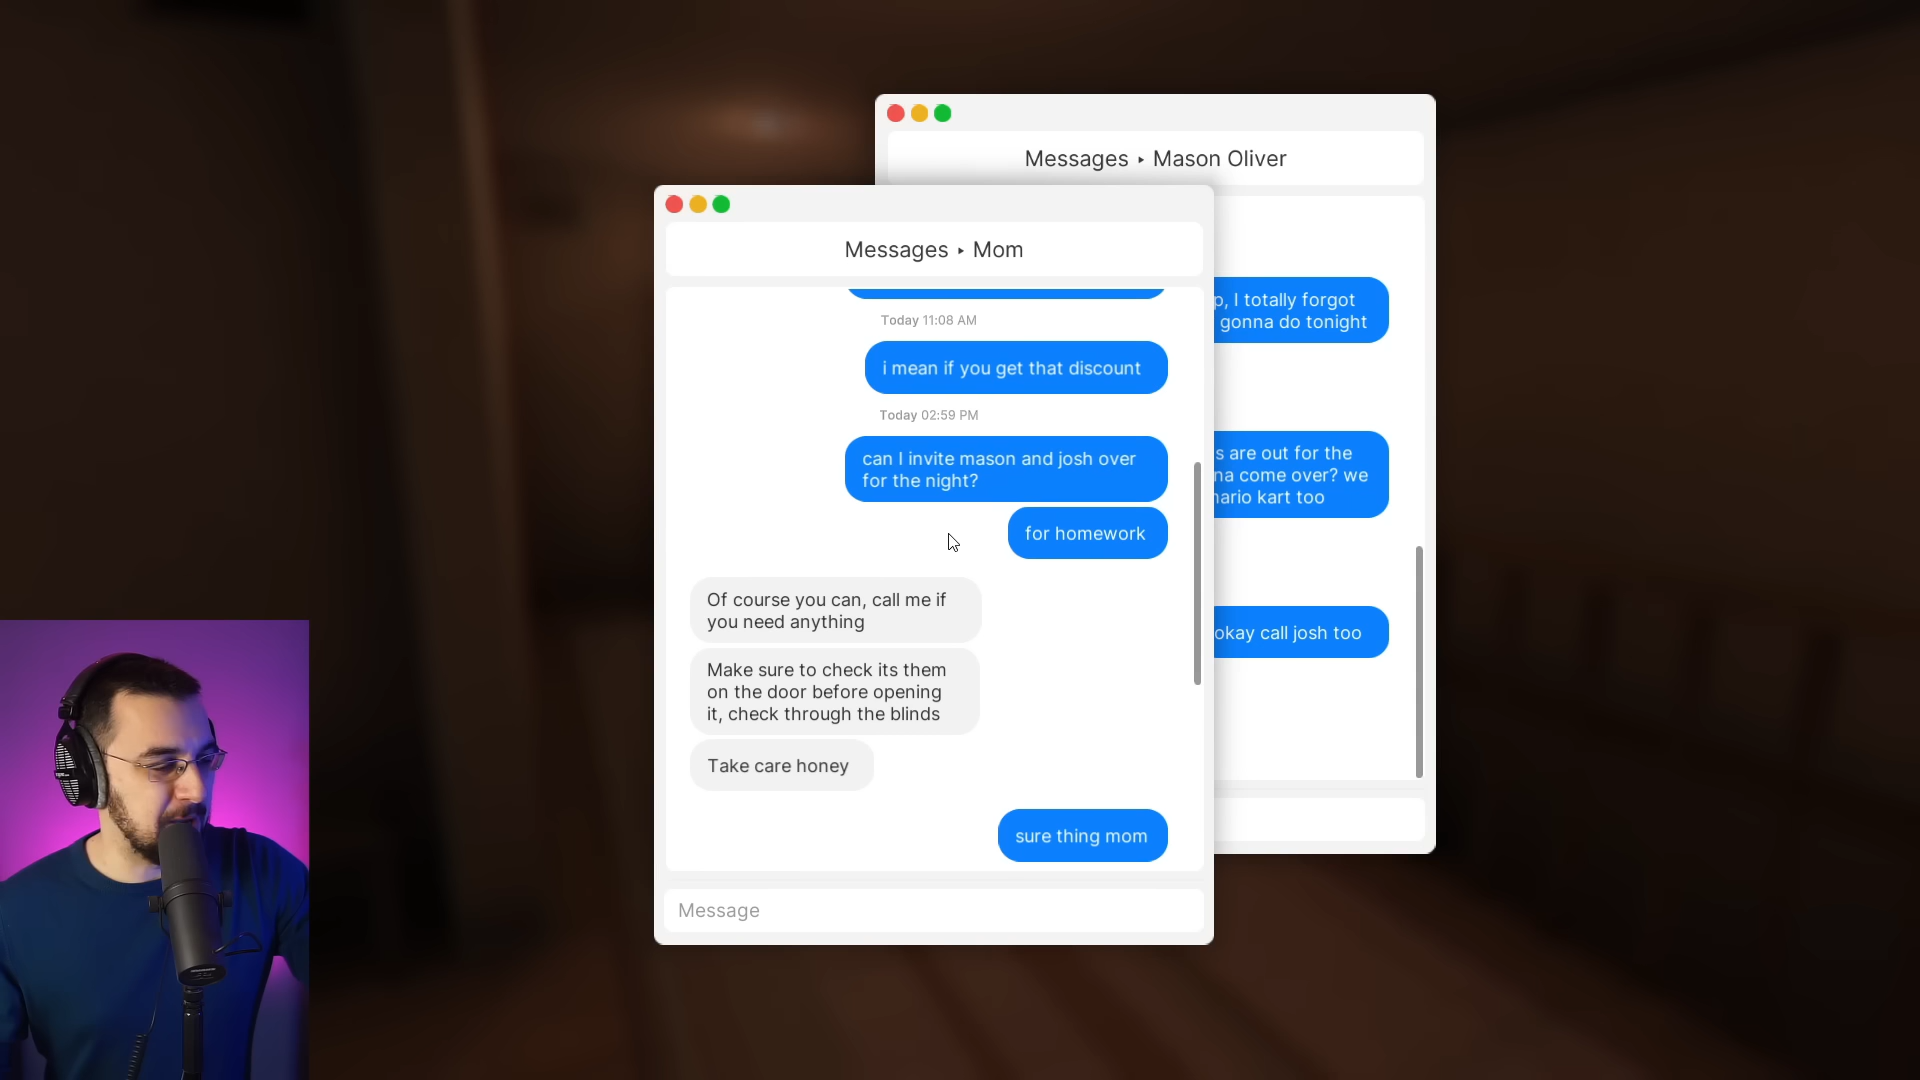 Messages ‣ Mason Oliver
Messages ‣ Mom
Today 11:08 AM
i mean if you get that discount
Today 02:59 PM
can I invite mason and josh over
for the night?
for homework
Of course you can, call me if
you need anything
Make sure to check its them
on the door before opening
it, check through the blinds
Take care honey
sure thing mom
Message
p, I totally forgot
gonna do tonight
s are out for the
na come over? we
mario kart too
okay call josh too